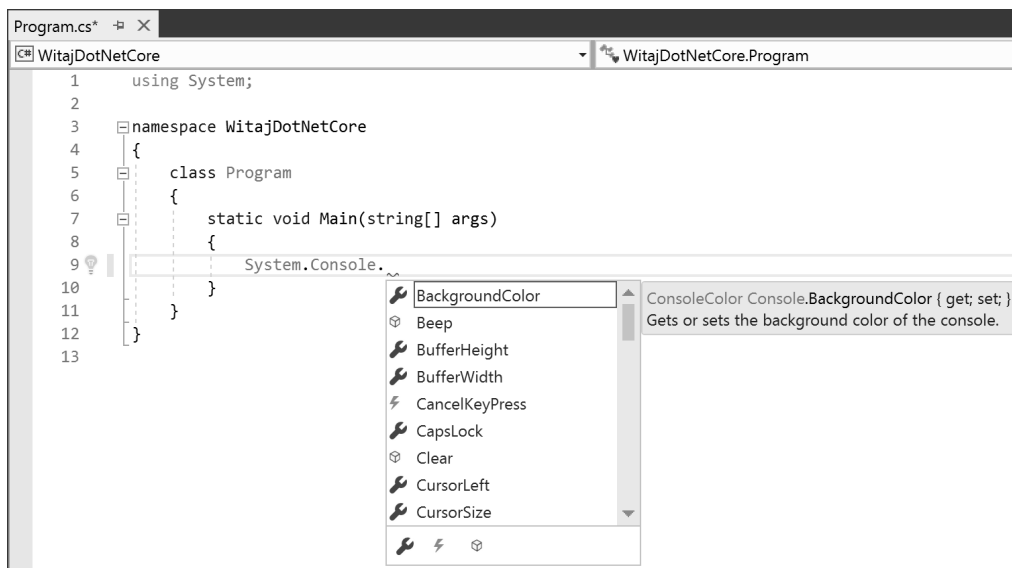 Program.cs*
C# WitajDotNetCore WitajDotNetCore.Program
1 using System;
2
3 namespace WitajDotNetCore
4 {
5 class Program
6 {
7 static void Main(string[] args)
8 {
9 System.Console.
10 }
11 }
12 }
13
BackgroundColor
Beep
BufferHeight
BufferWidth
CancelKeyPress
CapsLock
Clear
CursorLeft
CursorSize
ConsoleColor Console.BackgroundColor { get; set; }
Gets or sets the background color of the console.